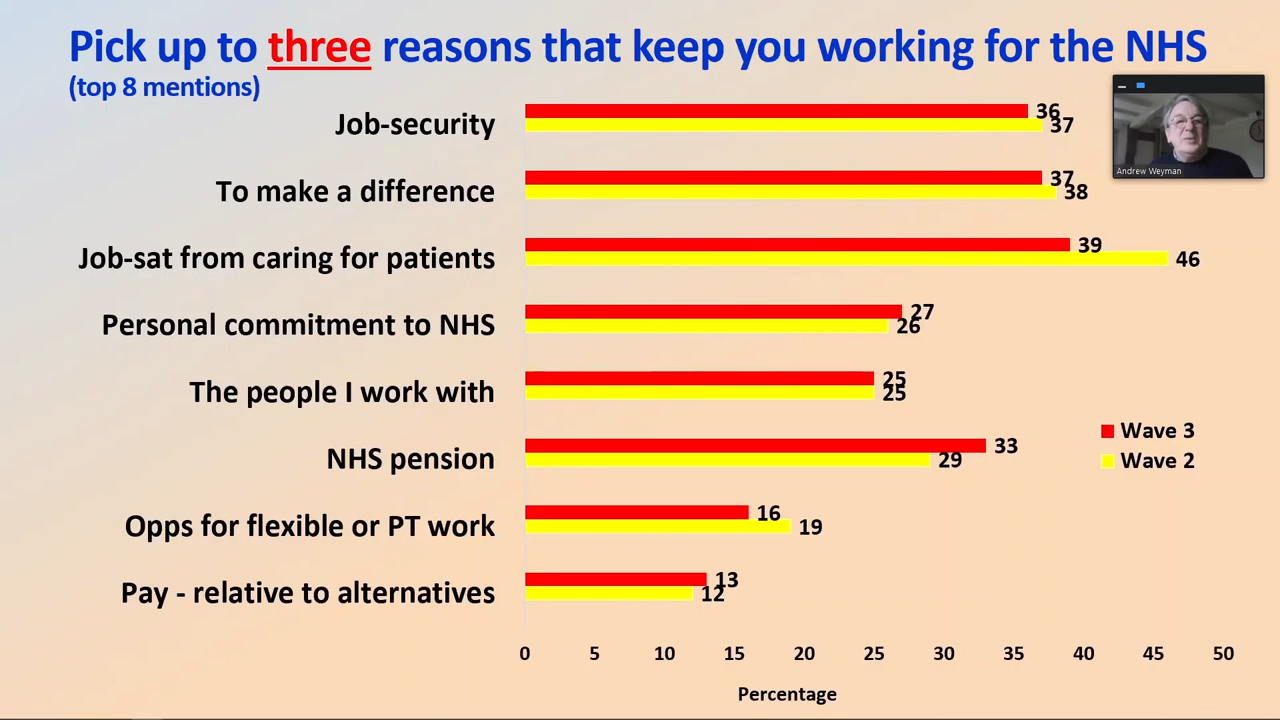 Pick up to three reasons that keep you working for the NHS
(top 8 mentions)
Job-security
36
37
To make a difference
37
38
Job-sat from caring for patients
39
46
Personal commitment to NHS
27
26
The people I work with
25
25
NHS pension
33
29
Opps for flexible or PT work
16
19
Pay - relative to alternatives
13
12
Wave 3
Wave 2
0 5 10 15 20 25 30 35 40 45 50
Percentage
Andrew Weyman